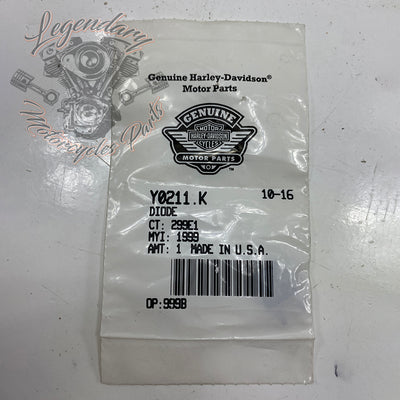 Legendary
Motorcycles Parts
Genuine Harley-Davidson®
Motor Parts
GENUINE
MOTOR
HARLEY-DAVIDSON
CYCLES
MOTOR PARTS
TM
Y0211.K 10-16
DIODE
CT: 299E1
MYI: 1999
AMT: 1 MADE IN U.S.A.
OP:999B